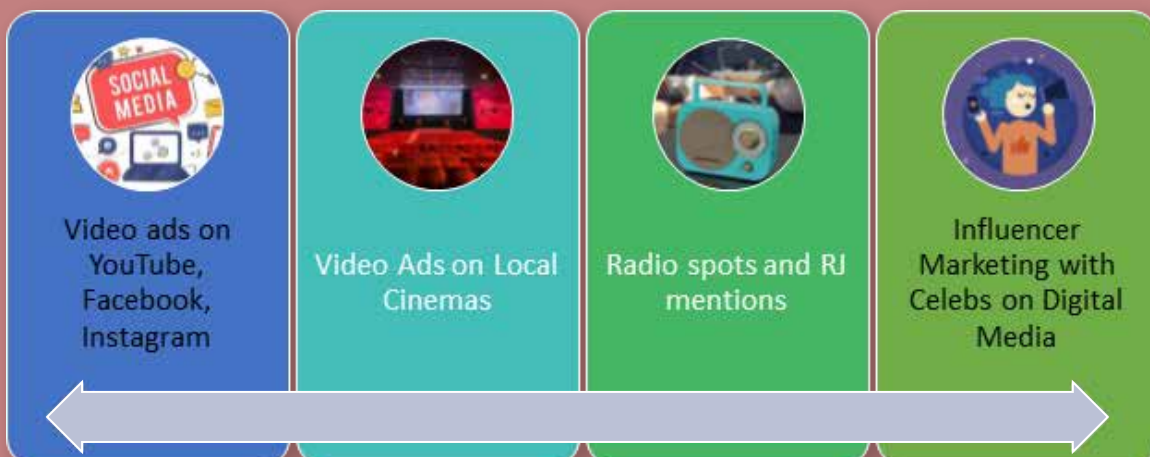 SOCIAL
MEDIA
Video ads on
YouTube,
Facebook,
Instagram
Video Ads on Local
Cinemas
Radio spots and RJ
mentions
Influencer
Marketing with
Celebs on Digital
Media